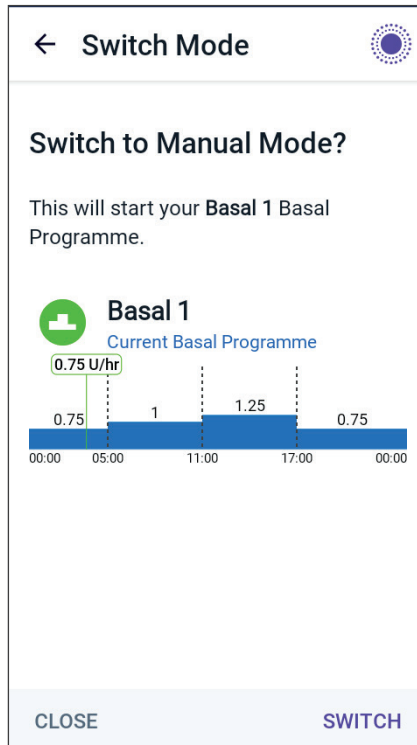 Switch Mode
Switch to Manual Mode?
This will start your Basal 1 Basal
Programme.
Basal 1
Current Basal Programme
0.75 U/hr
0.75 1 1.25 0.75
00:00 05:00 11:00 17:00 00:00
CLOSE SWITCH